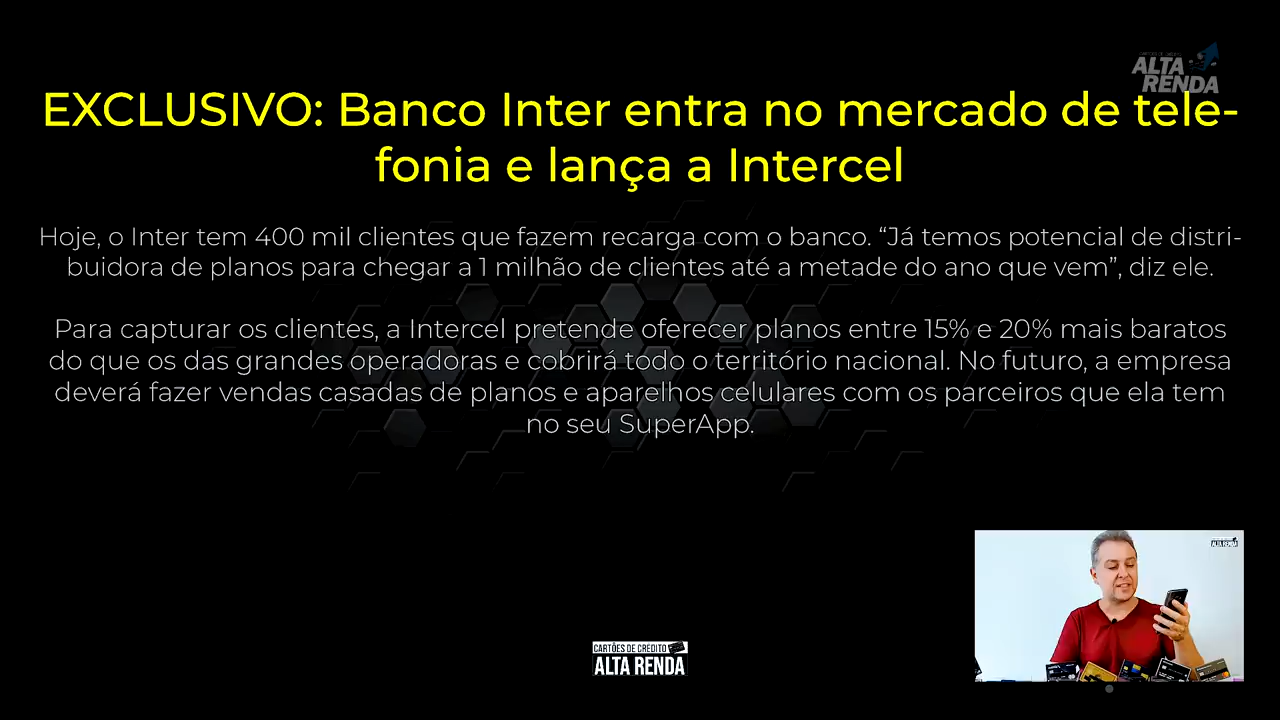 ALTA
RENDA
EXCLUSIVO: Banco Inter entra no mercado de tele-
fonia e lança a Intercel
Hoje, o Inter tem 400 mil clientes que fazem recarga com o banco. “Já temos potencial de distri-
buidora de planos para chegar a 1 milhão de clientes até a metade do ano que vem”, diz ele.
Para capturar os clientes, a Intercel pretende oferecer planos entre 15% e 20% mais baratos
do que os das grandes operadoras e cobrirá todo o território nacional. No futuro, a empresa
deverá fazer vendas casadas de planos e aparelhos celulares com os parceiros que ela tem
no seu SuperApp.
ALTA RENDA
CARTÕES DE CRÉDITO
ALTA RENDA